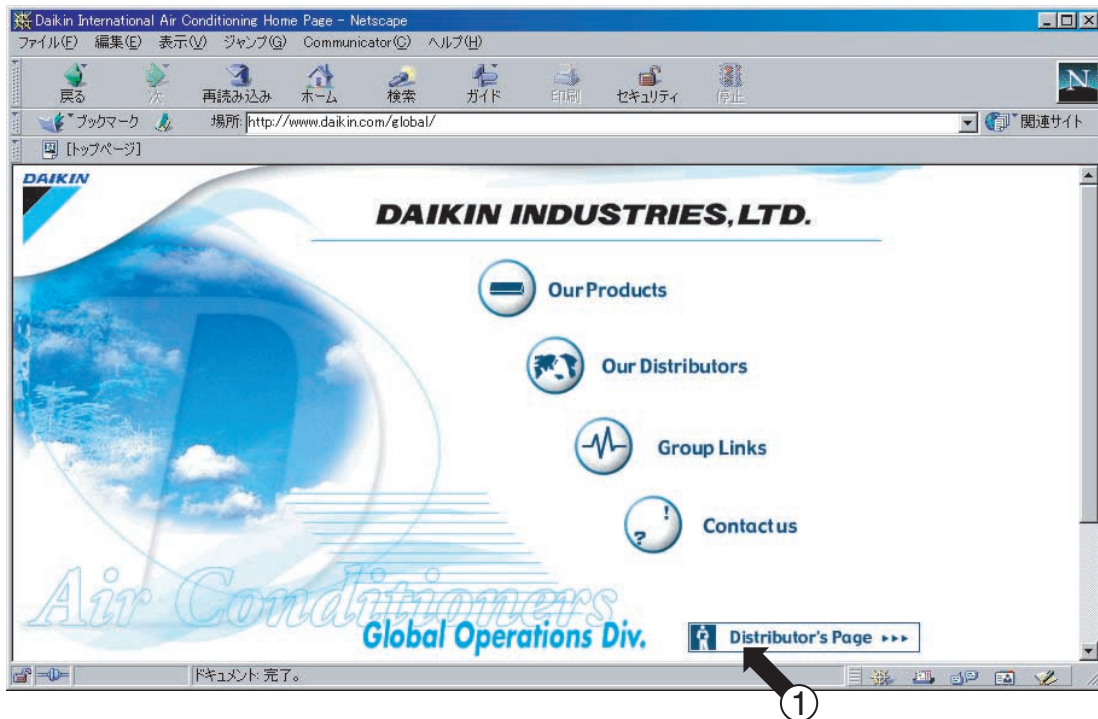 Daikin International Air Conditioning Home Page - Netscape
ファイル(F) 編集(E) 表示(V) ジャンプ(G) Communicator(C) ヘルプ(H)
戻る 次 再読み込み ホーム 検索 ガイド 印刷 セキュリティ 停止
N
ブックマーク 場所: http://www.daikin.com/global/ 関連サイト
[トップページ]
DAIKIN
DAIKIN INDUSTRIES, LTD.
Our Products
Our Distributors
Group Links
! ?
Contact us
Air Conditioners
Global Operations Div.
Distributor's Page
ドキュメント: 完了。
①